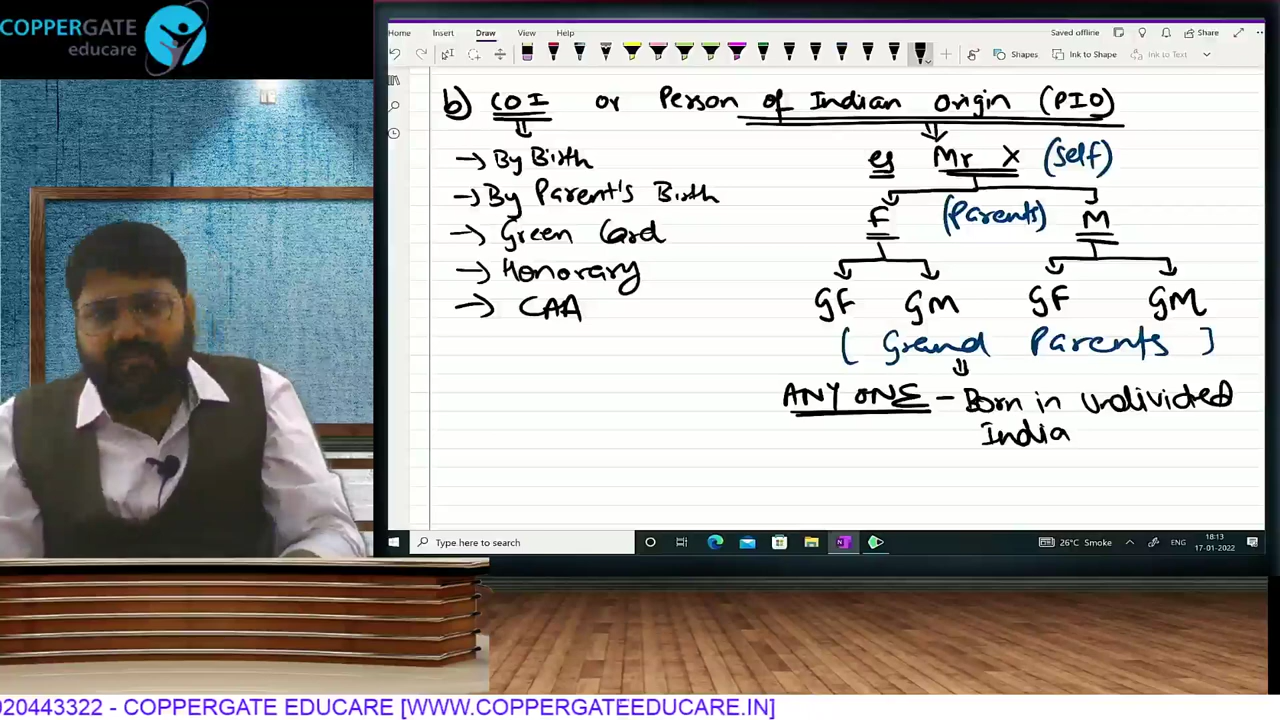 COPPERGATE
educare
Home Insert Draw View Help
Saved offline
Share
Shapes
Ink to Shape
Ink to Text
b) COI or Person of Indian origin (PIO)
→ By Birth
→ By Parent's Birth
→ Green Card
→ Honorary
→ CAA
eg Mr X (Self)
F (Parents) M
GF GM GF GM
[ Grand Parents ]
ANY ONE - Born in undivided
India
Type here to search
26°C Smoke
ENG
18:13
17-01-2022
020443322 - COPPERGATE EDUCARE [WWW.COPPERGATEEDUCARE.IN]